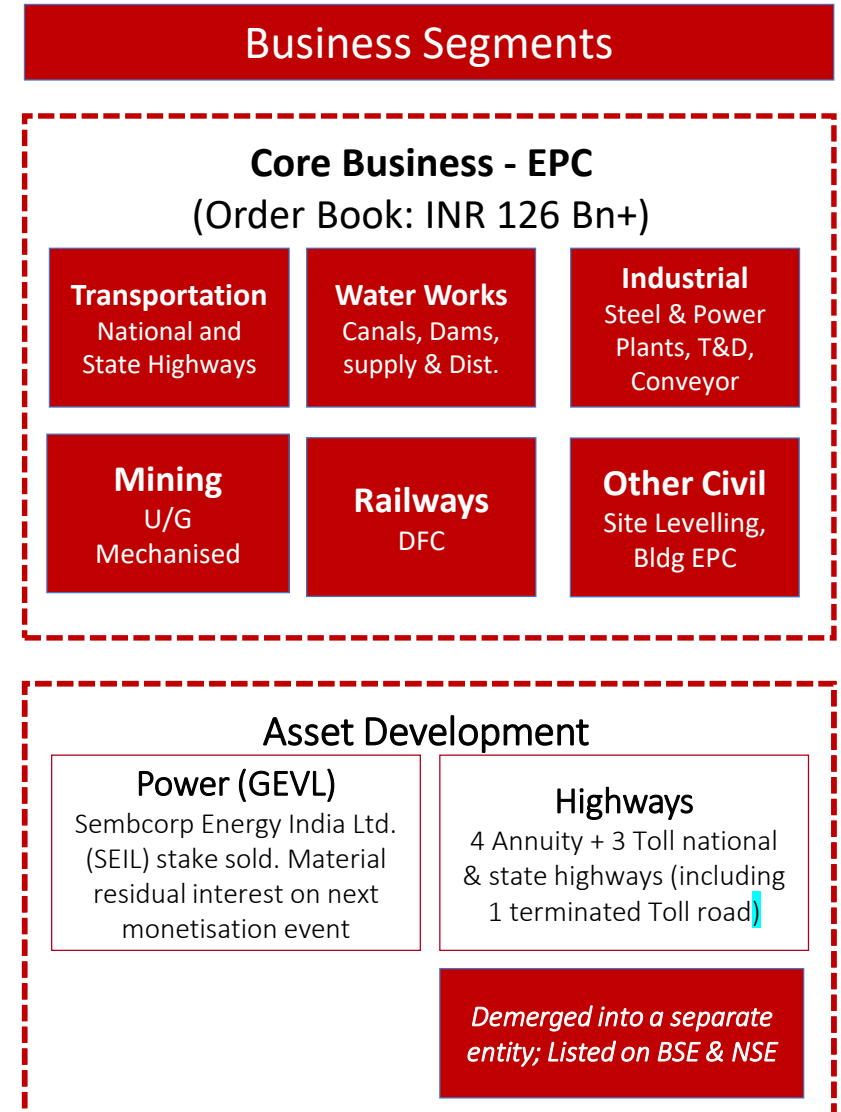 Business Segments
Core Business - EPC
(Order Book: INR 126 Bn+)
Transportation
National and
State Highways
Water Works
Canals, Dams,
supply & Dist.
Industrial
Steel & Power
Plants, T&D,
Conveyor
Mining
U/G
Mechanised
Railways
DFC
Other Civil
Site Levelling,
Bldg EPC
Asset Development
Power (GEVL)
Sembcorp Energy India Ltd.
(SEIL) stake sold. Material
residual interest on next
monetisation event
Highways
4 Annuity + 3 Toll national
& state highways (including
1 terminated Toll road)
Demerged into a separate
entity; Listed on BSE & NSE